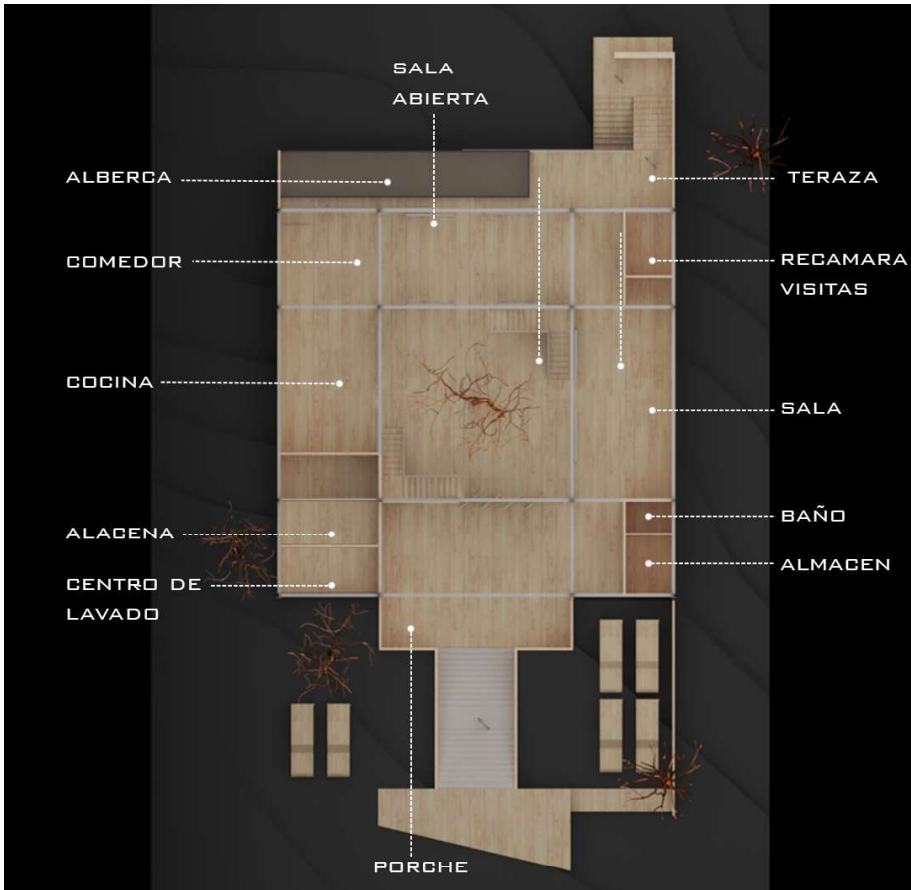 SALA
ABIERTA
ALBERCA
TERAZA
COMEDOR
RECAMARA
VISITAS
COCINA
SALA
BAÑO
ALACENA
ALMACEN
CENTRO DE
LAVADO
PORCHE